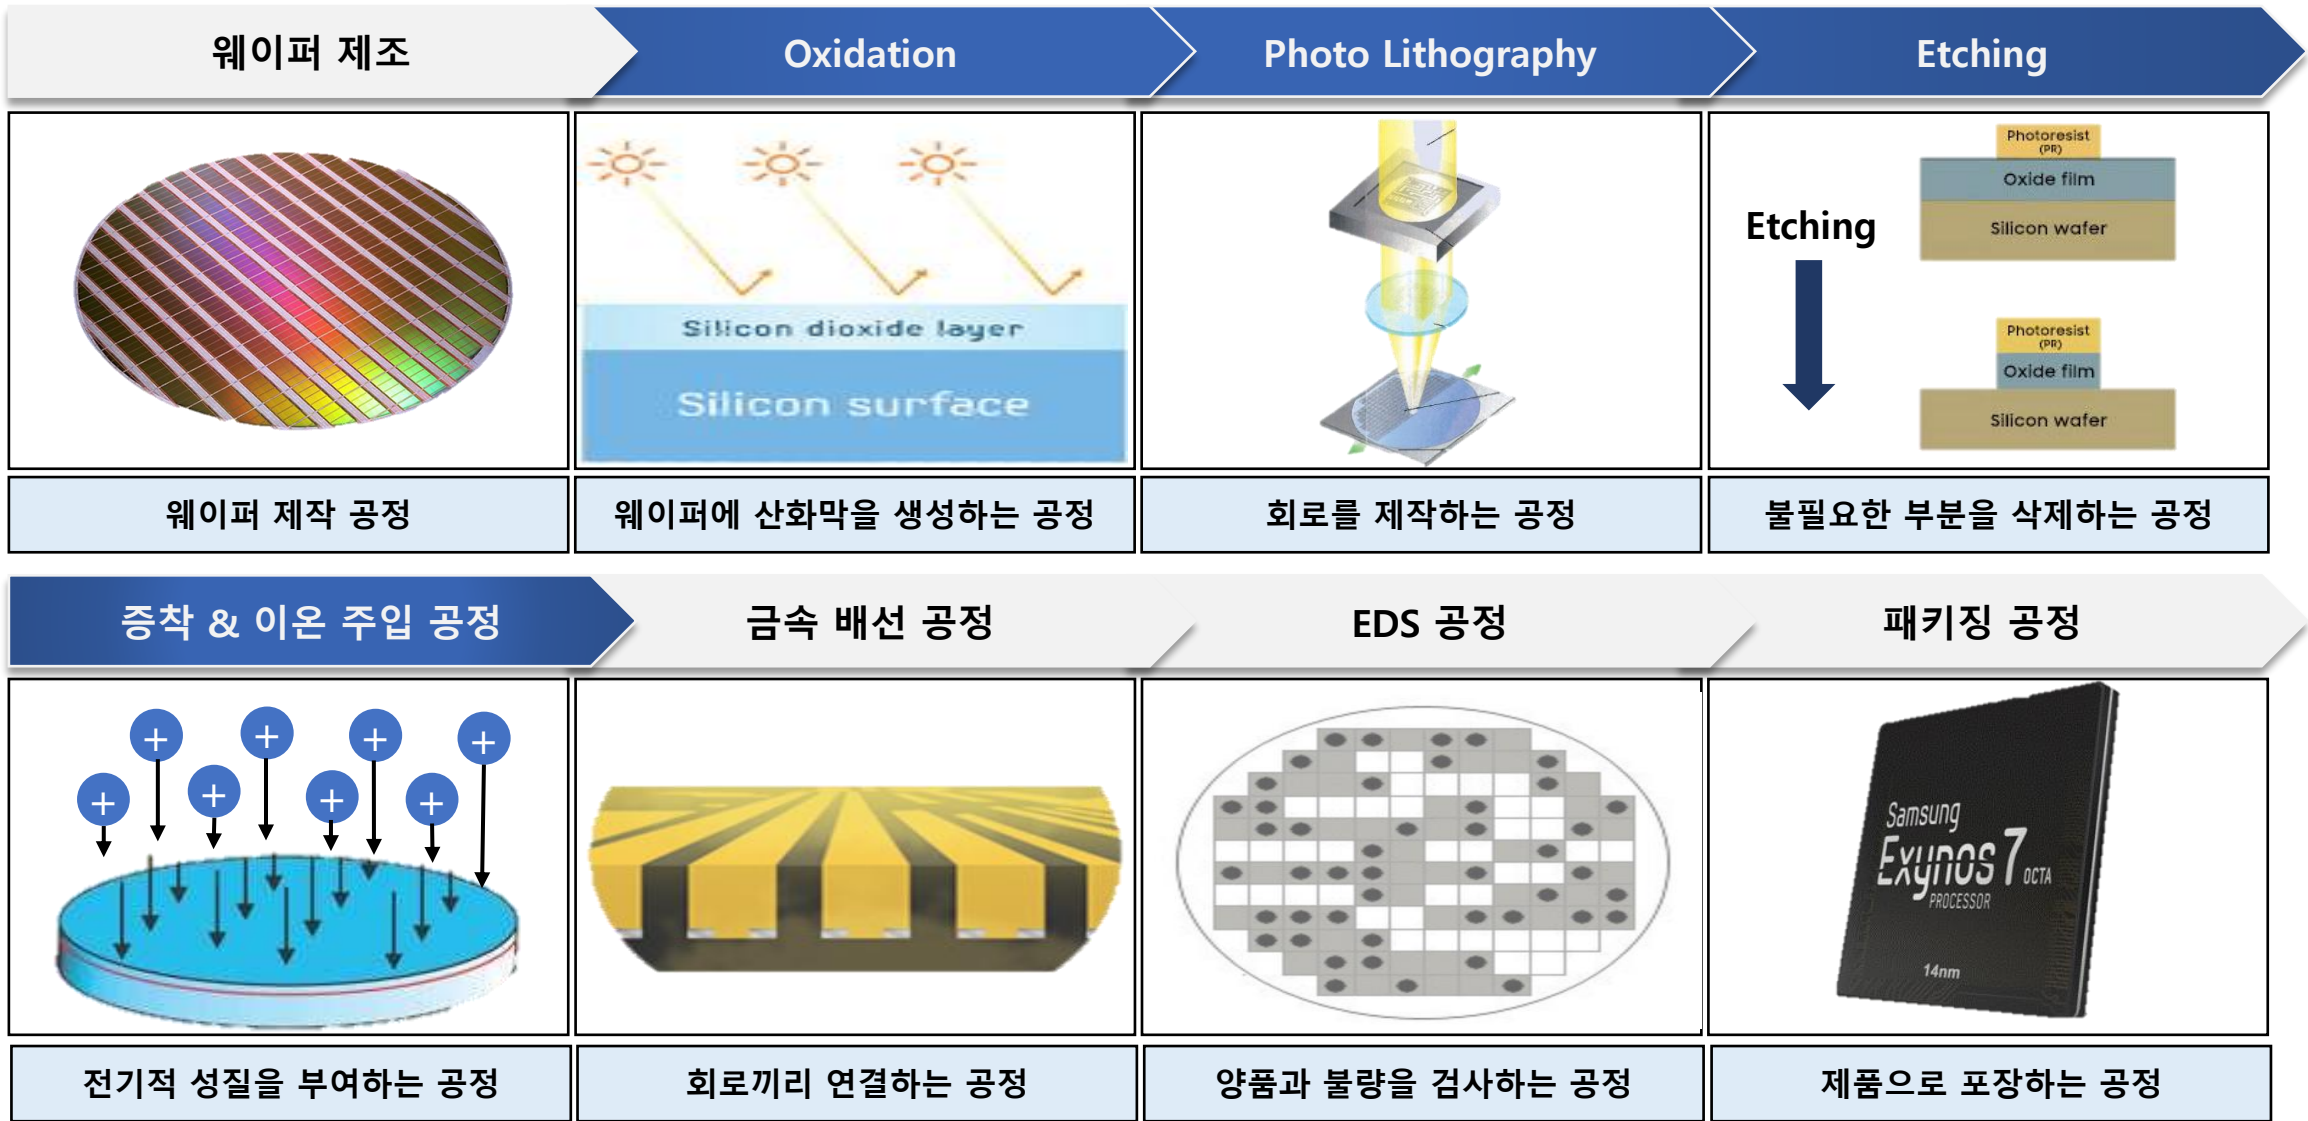 웨이퍼 제조
Oxidation
Photo Lithography
Etching
Silicon dioxide layer
Silicon surface
Etching
Photoresist
(PR)
Oxide film
Silicon wafer
Photoresist
(PR)
Oxide film
Silicon wafer
웨이퍼 제작 공정
웨이퍼에 산화막을 생성하는 공정
회로를 제작하는 공정
불필요한 부분을 삭제하는 공정
증착 & 이온 주입 공정
금속 배선 공정
EDS 공정
패키징 공정
+ + + +
+ + + +
Samsung
Exynos 7 OCTA
PROCESSOR
14nm
전기적 성질을 부여하는 공정
회로끼리 연결하는 공정
양품과 불량을 검사하는 공정
제품으로 포장하는 공정